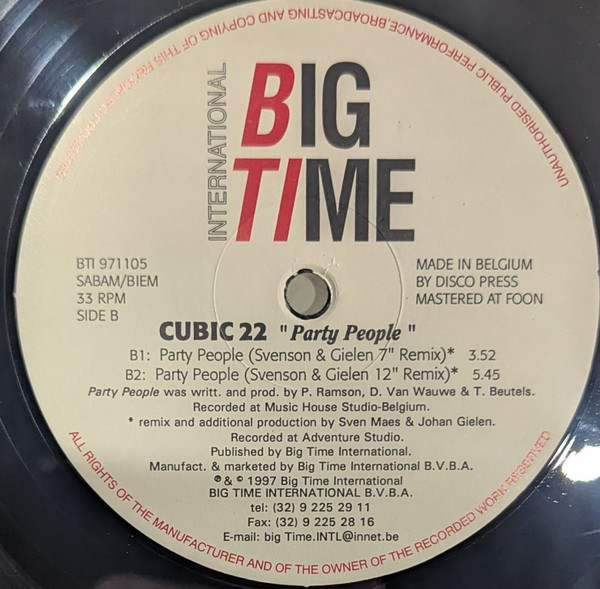 UNAUTHORISED PUBLIC PERFORMANCE, BROADCASTING AND COPYING OF THIS
INTERNATIONAL
BIG
TIME
BTI 971105
SABAM/BIEM
33 RPM
SIDE B
MADE IN BELGIUM
BY DISCO PRESS
MASTERED AT FOON
CUBIC 22 "Party People "
B1: Party People (Svenson & Gielen 7" Remix)* 3.52
B2: Party People (Svenson & Gielen 12" Remix)* 5.45
Party People was writt. and prod. by P. Ramson, D. Van Wauwe & T. Beutels.
Recorded at Music House Studio-Belgium.
* remix and additional production by Sven Maes & Johan Gielen.
Recorded at Adventure Studio.
Published by Big Time International.
Manufact. & marketed by Big Time International B.V.B.A.
℗ & © 1997 Big Time International
BIG TIME INTERNATIONAL B.V.B.A.
tel: (32) 9 225 29 11
Fax: (32) 9 225 28 16
E-mail: big Time.INTL@innet.be
ALL RIGHTS OF THE MANUFACTURER AND OF THE OWNER OF THE RECORDED WORK RESERVED